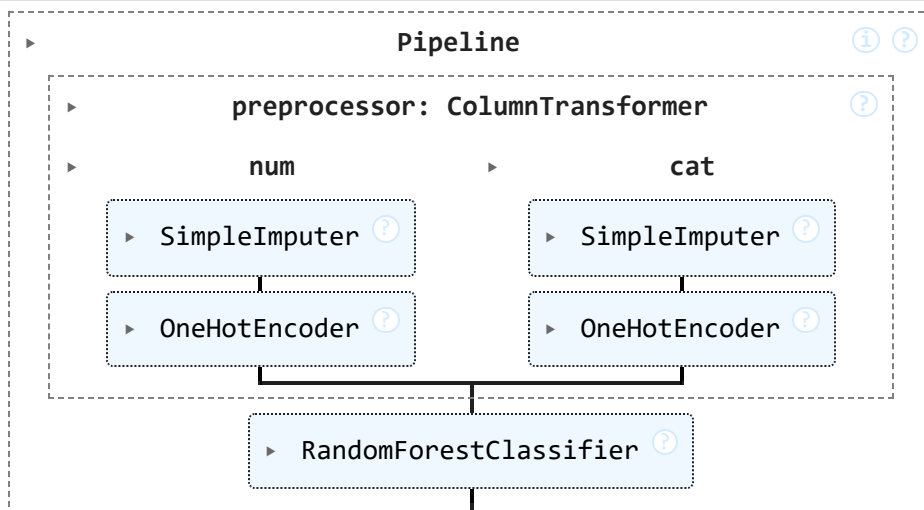 Pipeline i ?
preprocessor: ColumnTransformer ?
num cat
SimpleImputer ? SimpleImputer ?
OneHotEncoder ? OneHotEncoder ?
RandomForestClassifier ?